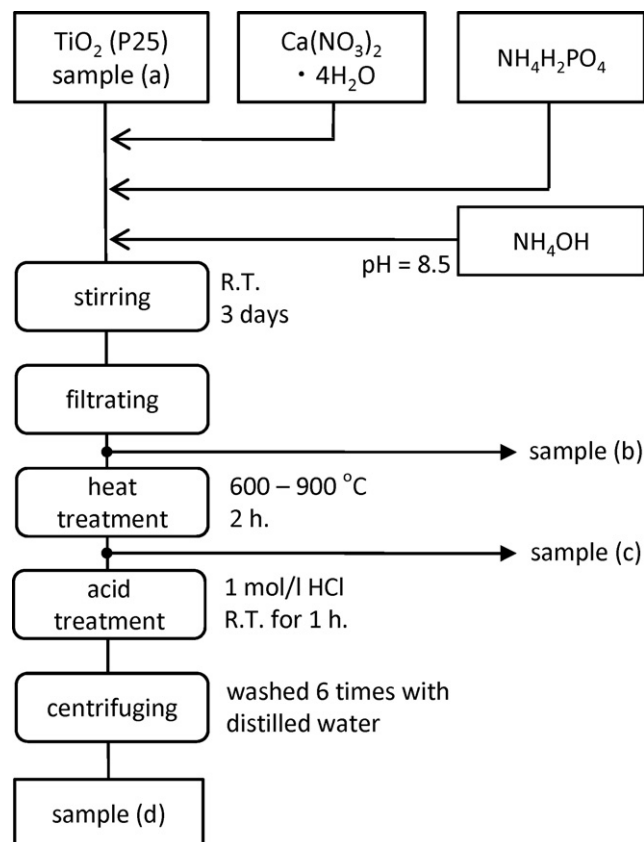 TiO₂ (P25)
sample (a)
Ca(NO₃)₂
・4H₂O
NH₄H₂PO₄
NH₄OH
pH = 8.5
stirring
R.T.
3 days
filtrating
sample (b)
heat
treatment
600 – 900 °C
2 h.
sample (c)
acid
treatment
1 mol/l HCl
R.T. for 1 h.
centrifuging
washed 6 times with
distilled water
sample (d)